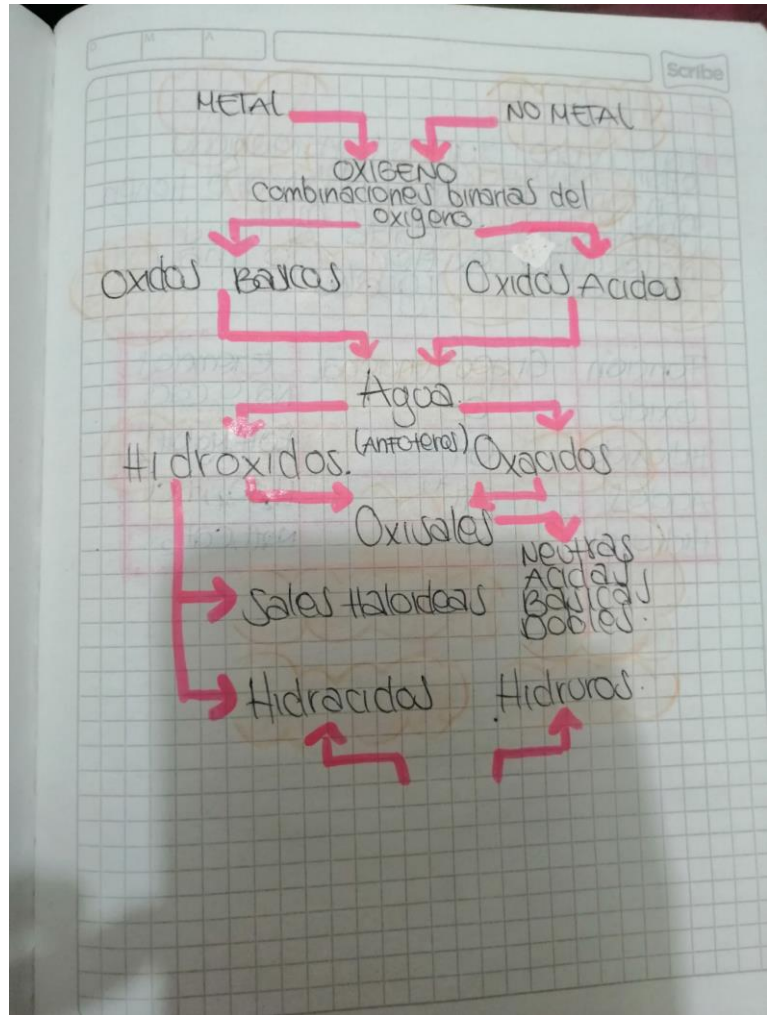 D M A
Scribe
METAL NO METAL
OXIGENO
Combinaciones binarias del
oxigeno.
Oxidos Basicos Oxidos Acidos
Agua.
Hidroxidos. (Anfoteros) Oxacidos
Oxisales
Neutras
Acidas
Sales Haloideas Basicas
Dobles.
Hidracidos Hidruros.